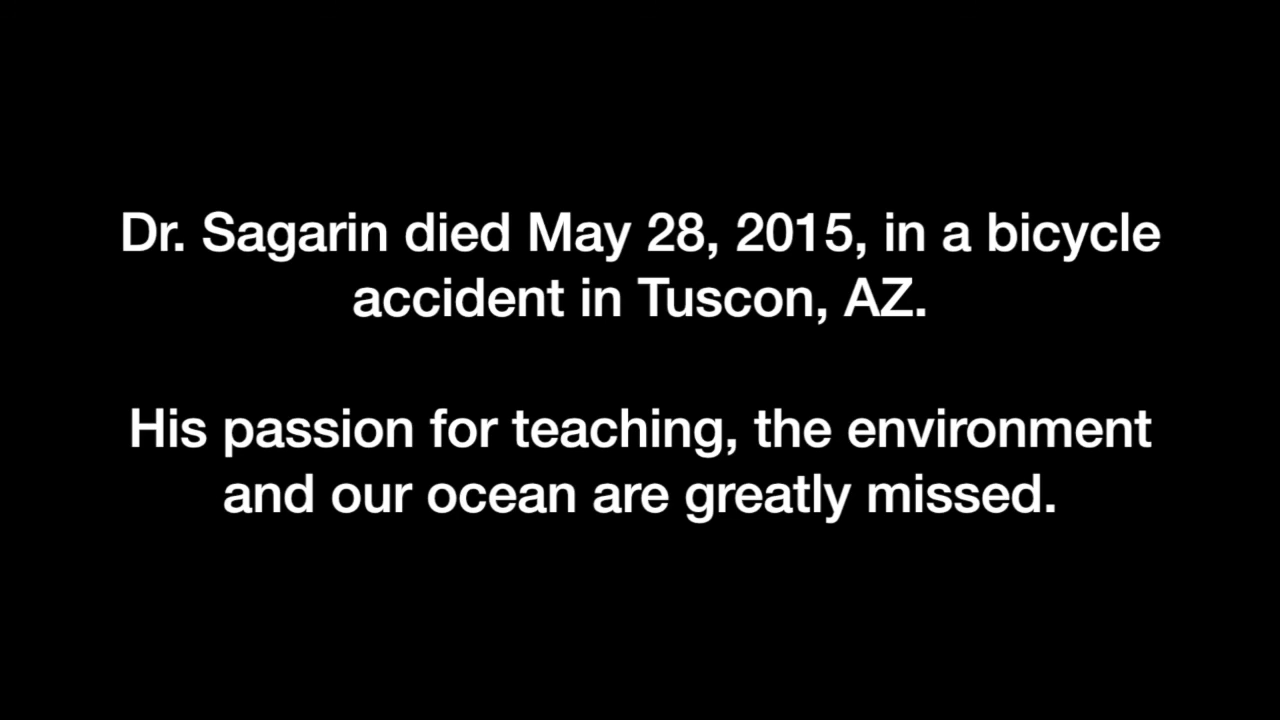 Dr. Sagarin died May 28, 2015, in a bicycle
accident in Tuscon, AZ.
His passion for teaching, the environment
and our ocean are greatly missed.